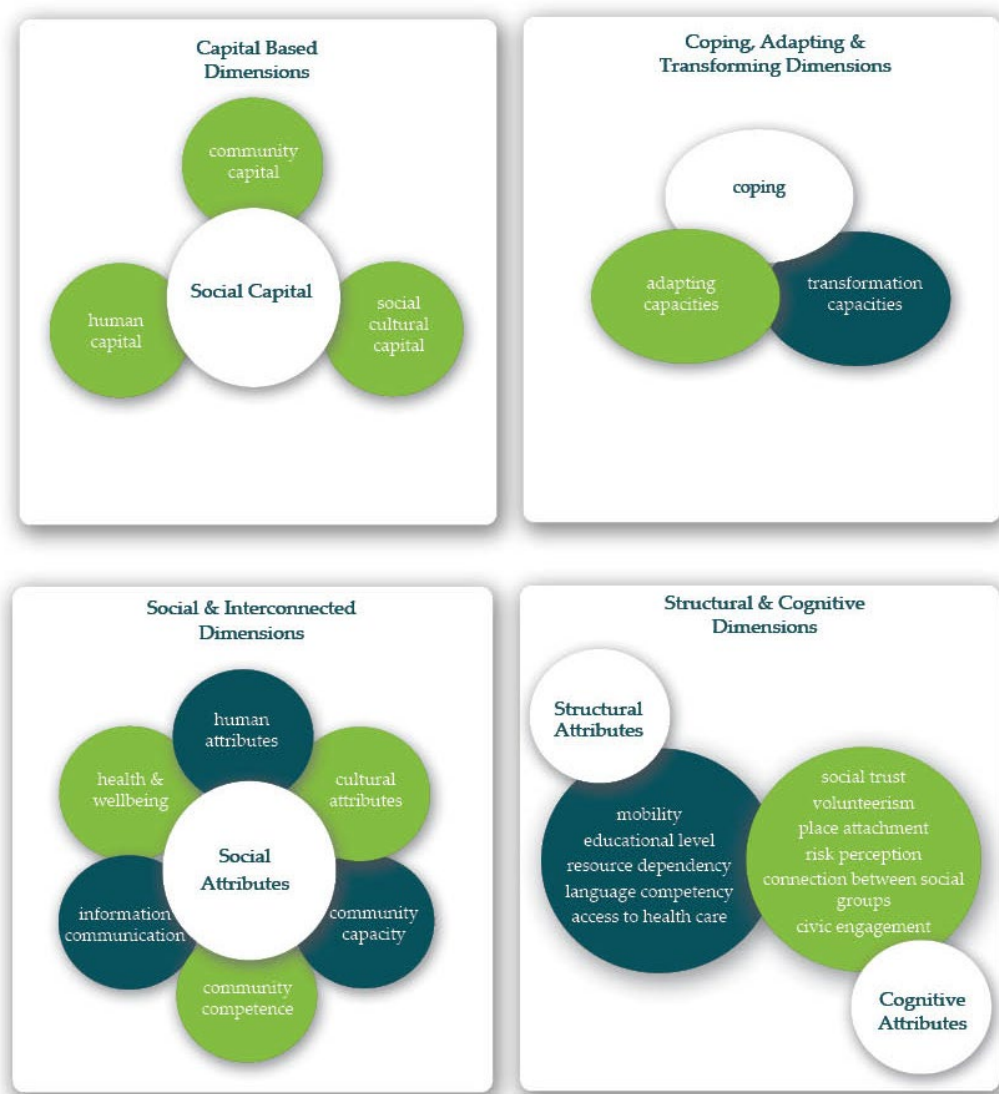 Capital Based
Dimensions
community
capital
Social Capital
human
capital
social
cultural
capital
Coping, Adapting &
Transforming Dimensions
coping
adapting
capacities
transformation
capacities
Social & Interconnected
Dimensions
human
attributes
health &
wellbeing
cultural
attributes
Social
Attributes
information
communication
community
capacity
community
competence
Structural & Cognitive
Dimensions
Structural
Attributes
mobility
educational level
resource dependency
language competency
access to health care
social trust
volunteerism
place attachment
risk perception
connection between social
groups
civic engagement
Cognitive
Attributes